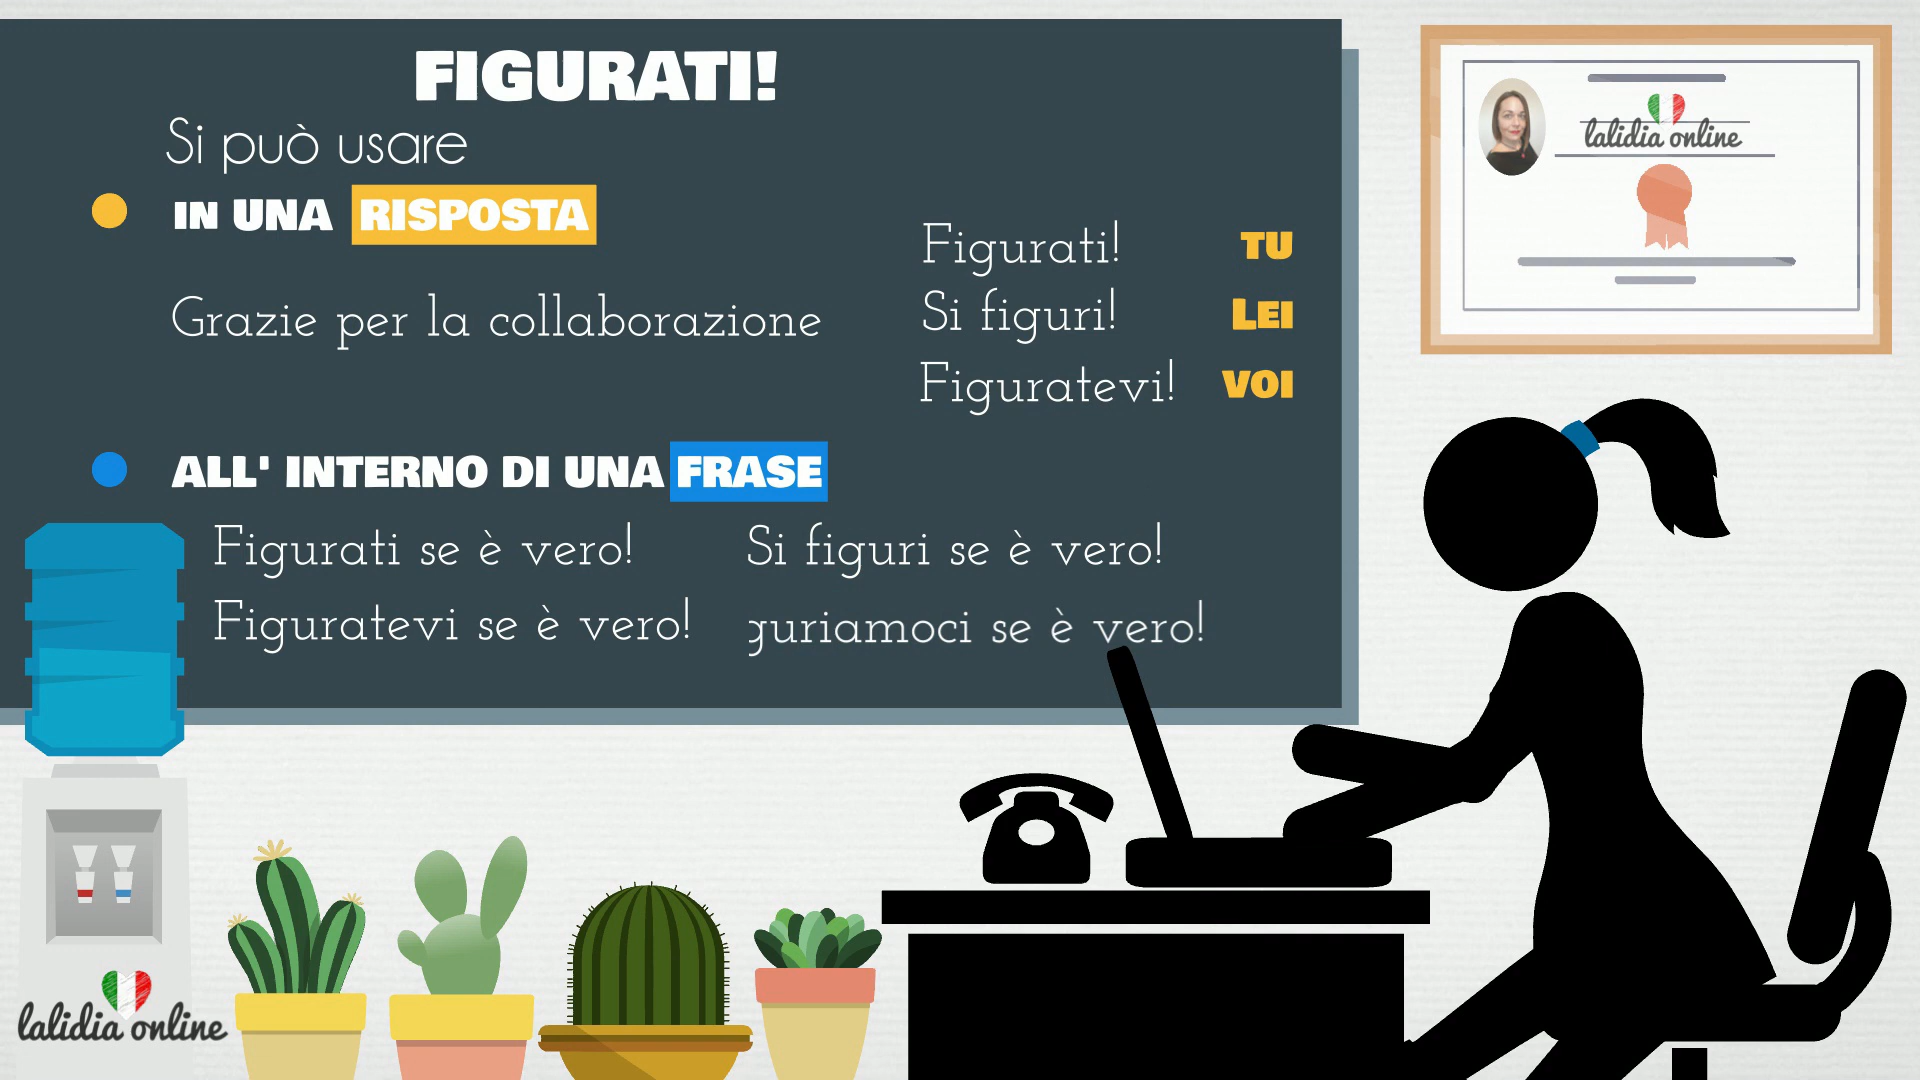 FIGURATI!
Si può usare
IN UNA RISPOSTA
Grazie per la collaborazione
Figurati! TU
Si figuri! LEI
Figuratevi! VOI
ALL' INTERNO DI UNA FRASE
Figurati se è vero! Si figuri se è vero!
Figuratevi se è vero! guriamoci se è vero!
lalidia online
lalidia online